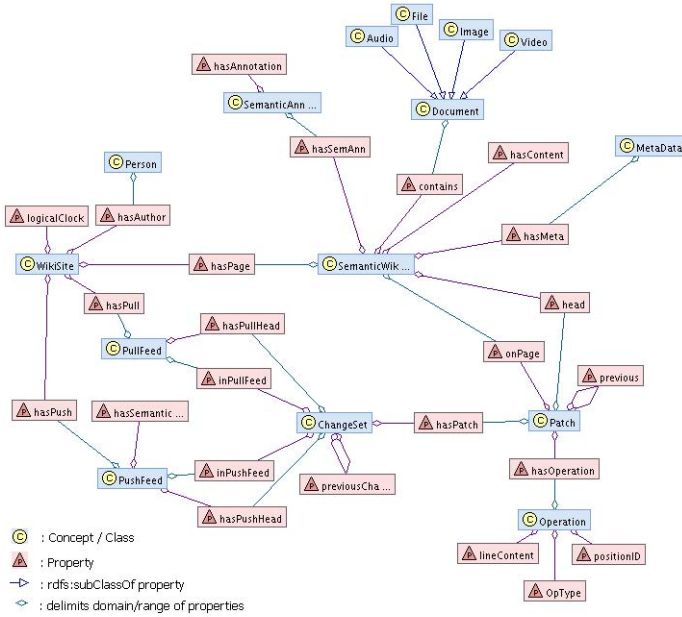 C File
C Audio
C Image
C Video
P hasAnnotation
C SemanticAnn ...
C Document
P hasSemAnn
P hasContent
C MetaData
C Person
P contains
P logicalClock
P hasAuthor
P hasMeta
C WikiSite
P hasPage
C SemanticWik ...
P hasPull
P head
P hasPullHead
C PullFeed
P onPage
P inPullFeed
P previous
P hasPush
P hasSemantic ...
C ChangeSet
P hasPatch
C Patch
P inPushFeed
P hasOperation
C PushFeed
P previousCha ...
P hasPushHead
C Operation
C : Concept / Class
P lineContent
P positionID
P : Property
: rdfs:subClassOf property
P OpType
: delimits domain/range of properties